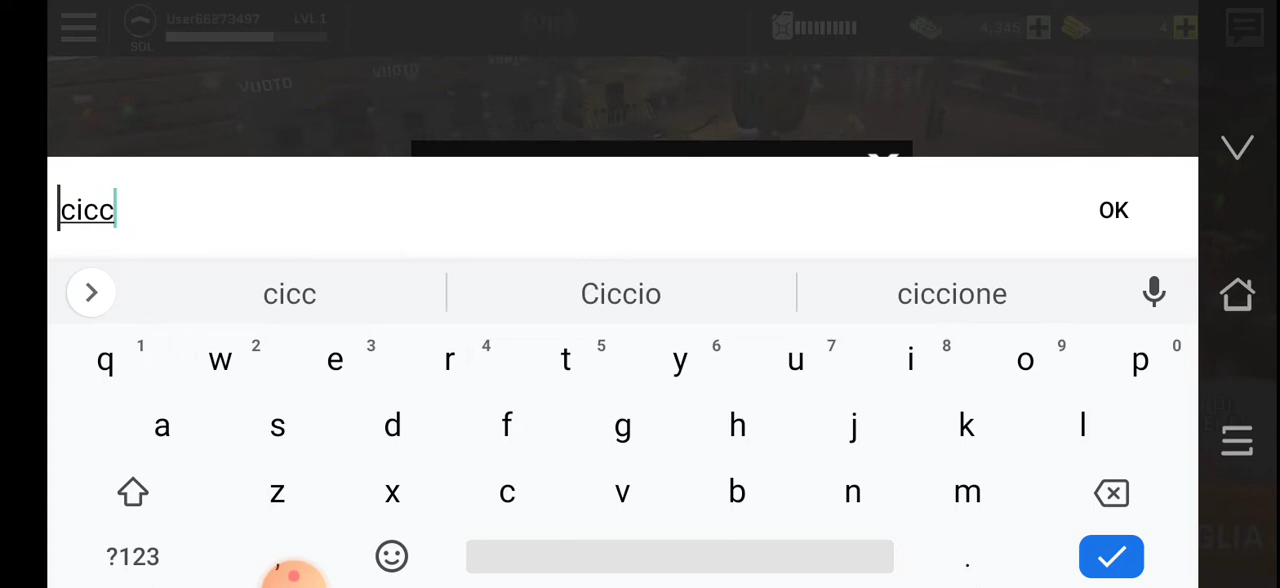 User66273497 LVL 1
SOL
4,345
4
VUOTO
VUOTO
cicc
OK
cicc Ciccio ciccione
1 2 3 4 5 6 7 8 9 0
q w e r t y u i o p
a s d f g h j k l
z x c v b n m
?123 , .